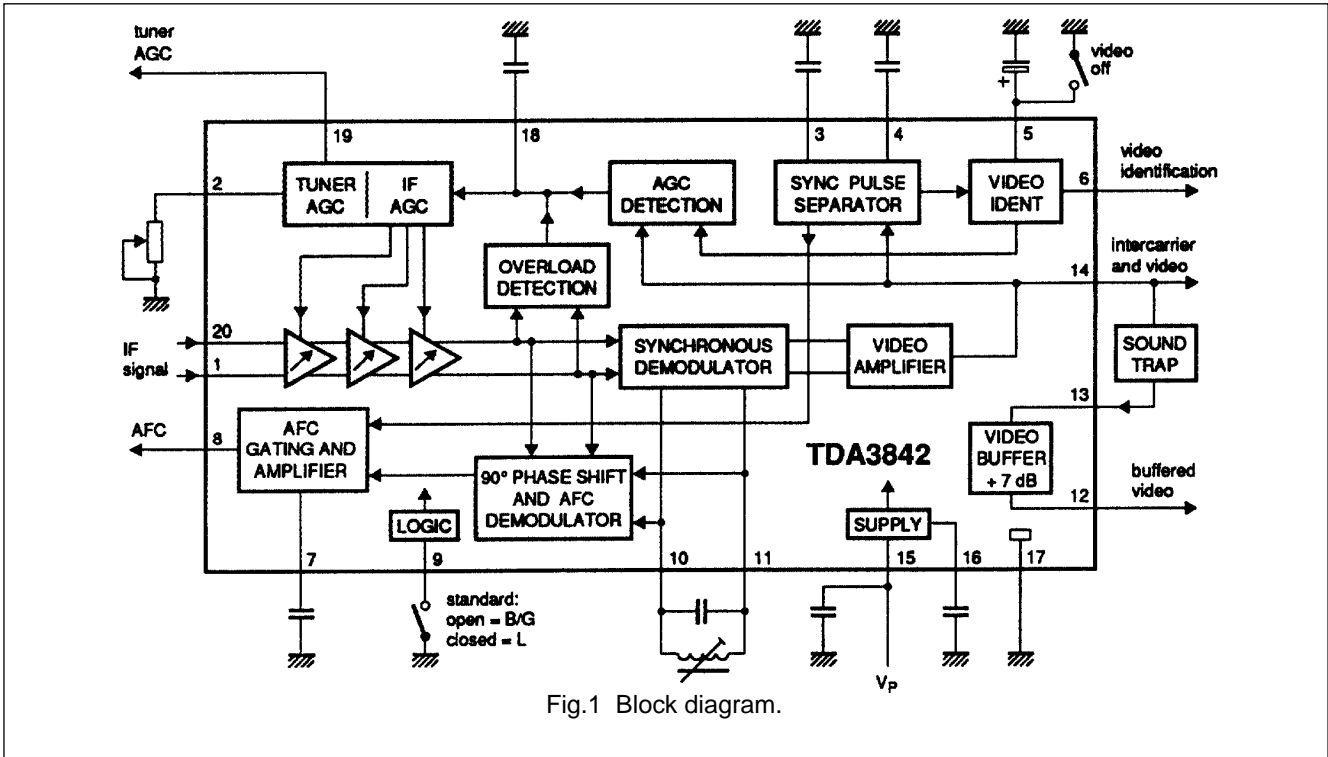 tuner
AGC
video
off
+
19
18
3
4
5
2
TUNER
AGC
IF
AGC
AGC
DETECTION
SYNC PULSE
SEPARATOR
VIDEO
IDENT
6
video
identification
OVERLOAD
DETECTION
14
intercarrier
and video
20
IF
signal
1
SYNCHRONOUS
DEMODULATOR
VIDEO
AMPLIFIER
SOUND
TRAP
13
AFC
8
AFC
GATING AND
AMPLIFIER
90° PHASE SHIFT
AND AFC
DEMODULATOR
TDA3842
VIDEO
BUFFER
+ 7 dB
buffered
video
12
LOGIC
SUPPLY
7
9
10
11
15
16
17
standard:
open = B/G
closed = L
VP
Fig.1 Block diagram.